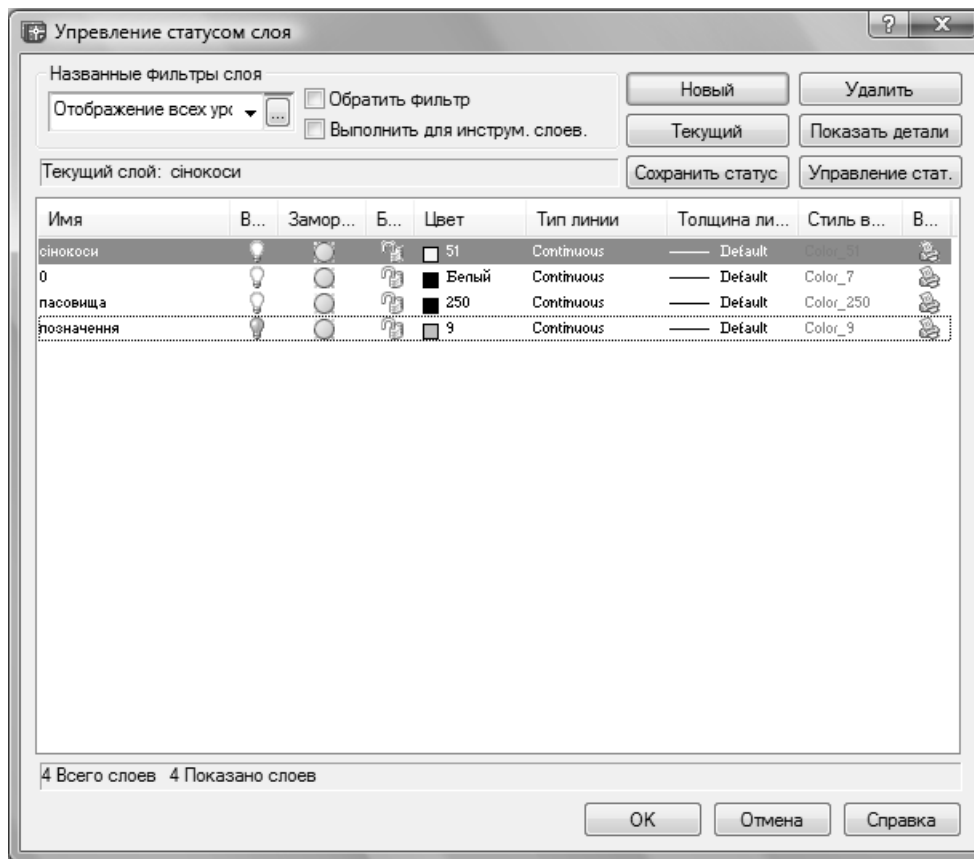 Упревление статусом слоя
?
X
Названные фильтры слоя
Отображение всех урс
...
Обратить фильтр
Выполнить для инструм. слоев.
Новый
Удалить
Текущий
Показать детали
Текущий слой: сінокоси
Сохранить статус
Управление стат.
Имя В... Замор... Б... Цвет Тип линии Толщина ли... Стиль в... В...
сінокоси 51 Continuous Default Color_51
0 Белый Continuous Default Color_7
пасовища 250 Continuous Default Color_250
позначення 9 Continuous Default Color_9
4 Всего слоев 4 Показано слоев
OK
Отмена
Справка